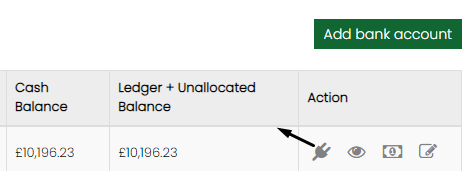 Add bank account
Cash
Balance
Ledger + Unallocated
Balance
Action
£10,196.23
£10,196.23